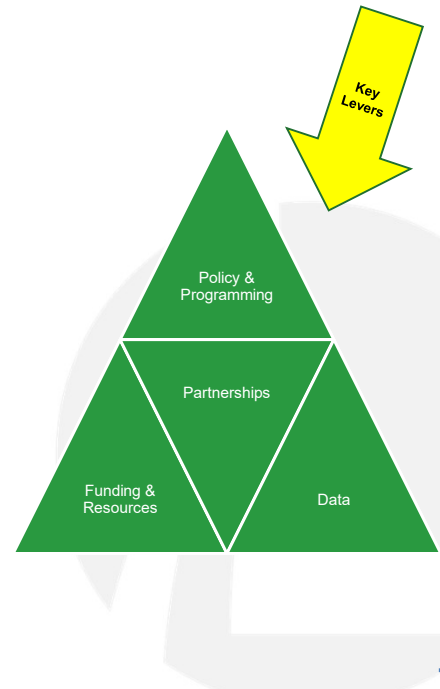 Key
Levers
Policy &
Programming
Partnerships
Funding &
Resources
Data